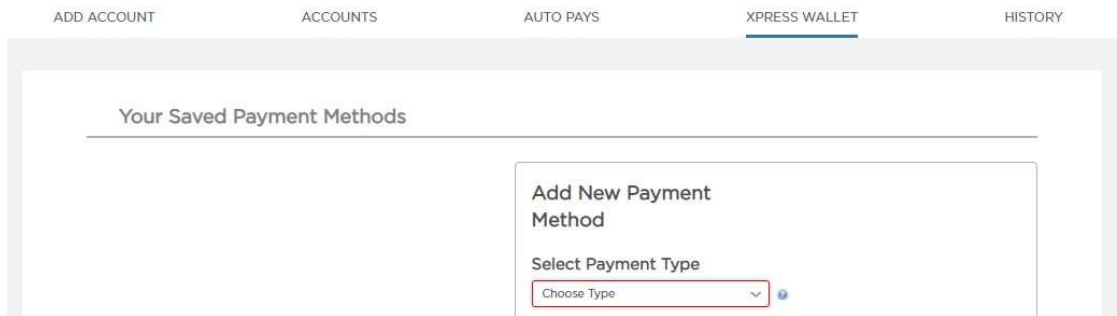 ADD ACCOUNT ACCOUNTS AUTO PAYS XPRESS WALLET HISTORY
Your Saved Payment Methods
Add New Payment
Method
Select Payment Type
Choose Type